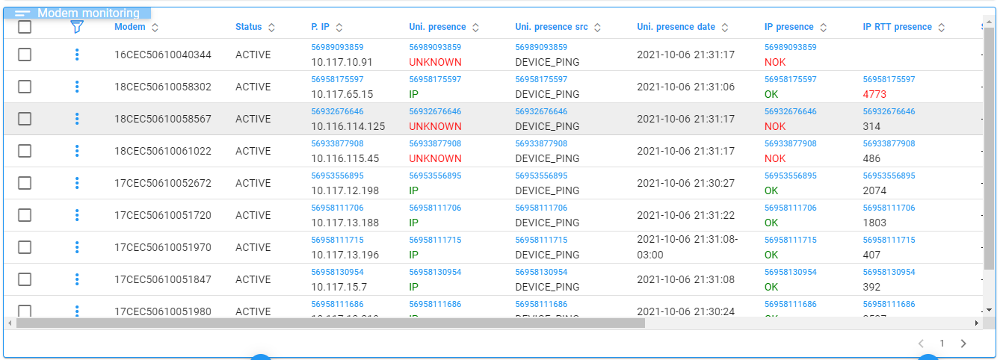 Modem monitoring
Modem Status P. IP Uni. presence Uni. presence src Uni. presence date IP presence IP RTT presence
56989093859 56989093859 56989093859 56989093859
16CEC50610040344 ACTIVE 2021-10-06 21:31:17
10.117.10.91 UNKNOWN DEVICE_PING NOK
56958175597 56958175597 56958175597 56958175597 56958175597
18CEC50610058302 ACTIVE 2021-10-06 21:31:06
10.117.65.15 IP DEVICE_PING OK 4773
56932676646 56932676646 56932676646 56932676646 56932676646
18CEC50610058567 ACTIVE 2021-10-06 21:31:17
10.116.114.125 UNKNOWN DEVICE_PING NOK 314
56933877908 56933877908 56933877908 56933877908 56933877908
18CEC50610061022 ACTIVE 2021-10-06 21:31:17
10.116.115.45 UNKNOWN DEVICE_PING NOK 486
56953556895 56953556895 56953556895 56953556895 56953556895
17CEC50610052672 ACTIVE 2021-10-06 21:30:27
10.117.12.198 IP DEVICE_PING OK 2074
56958111706 56958111706 56958111706 56958111706 56958111706
17CEC50610051720 ACTIVE 2021-10-06 21:31:22
10.117.13.188 IP DEVICE_PING OK 1803
56958111715 56958111715 56958111715 2021-10-06 21:31:08- 56958111715 56958111715
17CEC50610051970 ACTIVE
10.117.13.196 IP DEVICE_PING 03:00 OK 407
56958130954 56958130954 56958130954 56958130954 56958130954
17CEC50610051847 ACTIVE 2021-10-06 21:31:08
10.117.15.7 IP DEVICE_PING OK 392
56958111686 56958111686 56958111686 56958111686 56958111686
17CEC50610051980 ACTIVE 2021-10-06 21:30:24
IP DEVICE_PING OK
1